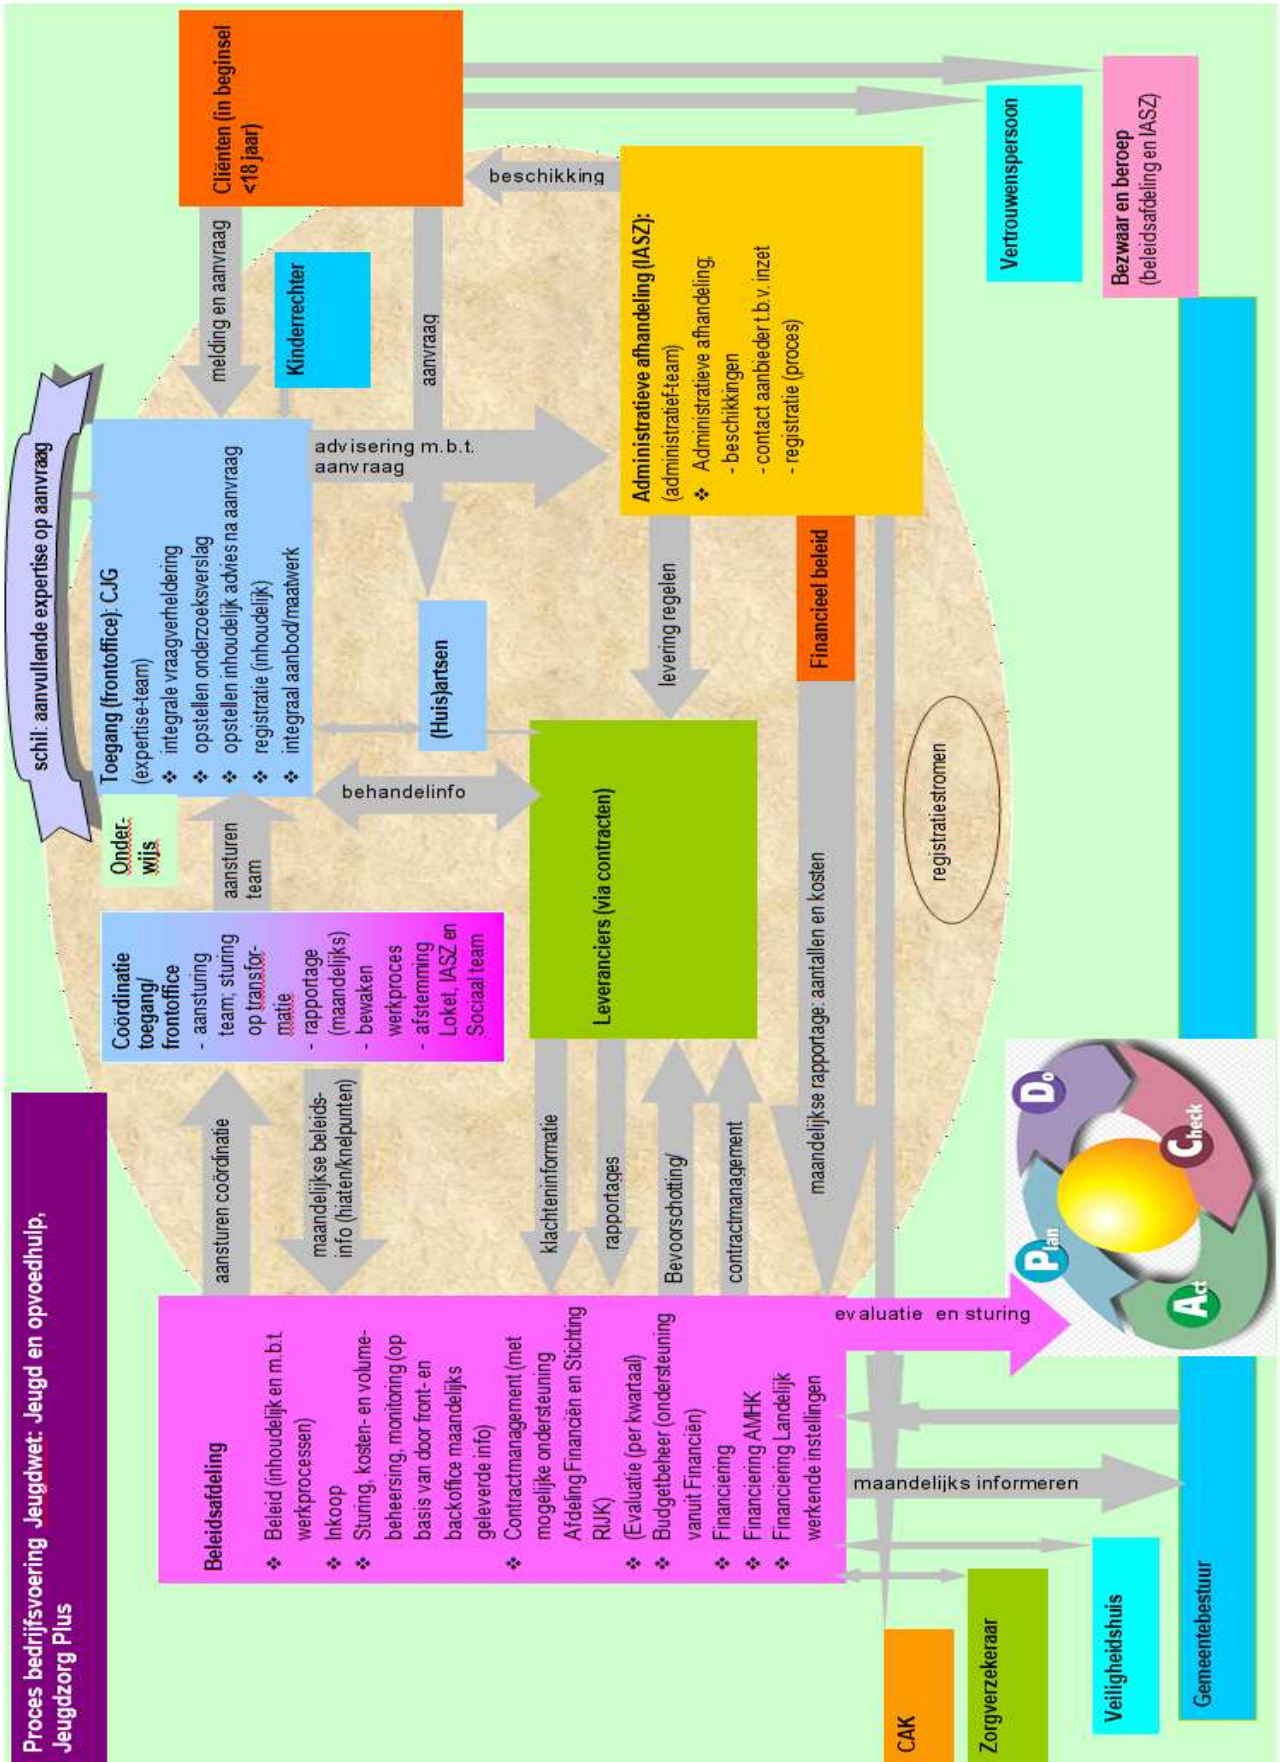 Proces bedrijfsvoering Jeugdwet: Jeugd en opvoedhulp,
Jeugdzorg Plus
schil: aanvullende expertise op aanvraag
Beleidsafdeling
❖ Beleid (inhoudelijk en m.b.t.
werkprocessen)
❖ Inkoop
❖ Sturing, kosten- en volume-
beheersing, monitoring (op
basis van door front- en
backoffice maandelijks
geleverde info)
❖ Contractmanagement (met
mogelijke ondersteuning
Afdeling Financiën en Stichting
RIJK)
❖ (Evaluatie (per kwartaal)
❖ Budgetbeheer (ondersteuning
vanuit Financiën)
❖ Financiering
❖ Financiering AMHK
❖ Financiering Landelijk
werkende instellingen
aansturen coördinatie
maandelijkse beleids-
info (hiaten/knelpunten)
klachteninformatie
rapportages
Bevoorschotting/
contractmanagement
maandelijkse rapportage: aantallen en kosten
Coördinatie
toegang/
frontoffice
- aansturing
team; sturing
op transfor-
matie
- rapportage
(maandelijks)
- bewaken
werkproces
- afstemming
Loket, IASZ en
Sociaal team
Onder-
wijs
aansturen
team
Toegang (frontoffice): CJG
(expertise-team)
❖ integrale vraagverheldering
❖ opstellen onderzoeksverslag
❖ opstellen inhoudelijk advies na aanvraag
❖ registratie (inhoudelijk)
❖ integraal aanbod/maatwerk
behandelinfo
(Huis)artsen
Leveranciers (via contracten)
melding en aanvraag
Kinderrechter
advisering m.b.t.
aanvraag
aanvraag
Cliënten (in beginsel
<18 jaar)
beschikking
Administratieve afhandeling (IASZ):
(administratief-team)
❖ Administratieve afhandeling;
- beschikkingen
- contact aanbieder t.b.v. inzet
- registratie (proces)
levering regelen
Financieel beleid
registratiestromen
evaluatie en sturing
Plan
Do
Check
Act
maandelijks informeren
CAK
Zorgverzekeraar
Veiligheidshuis
Gemeentebestuur
Vertrouwenspersoon
Bezwaar en beroep
(beleidsafdeling en IASZ)